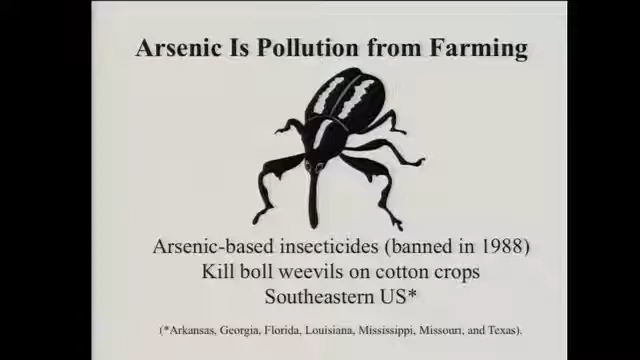 Arsenic Is Pollution from Farming
Arsenic-based insecticides (banned in 1988)
Kill boll weevils on cotton crops
Southeastern US*
(*Arkansas, Georgia, Florida, Louisiana, Mississippi, Missouri, and Texas).